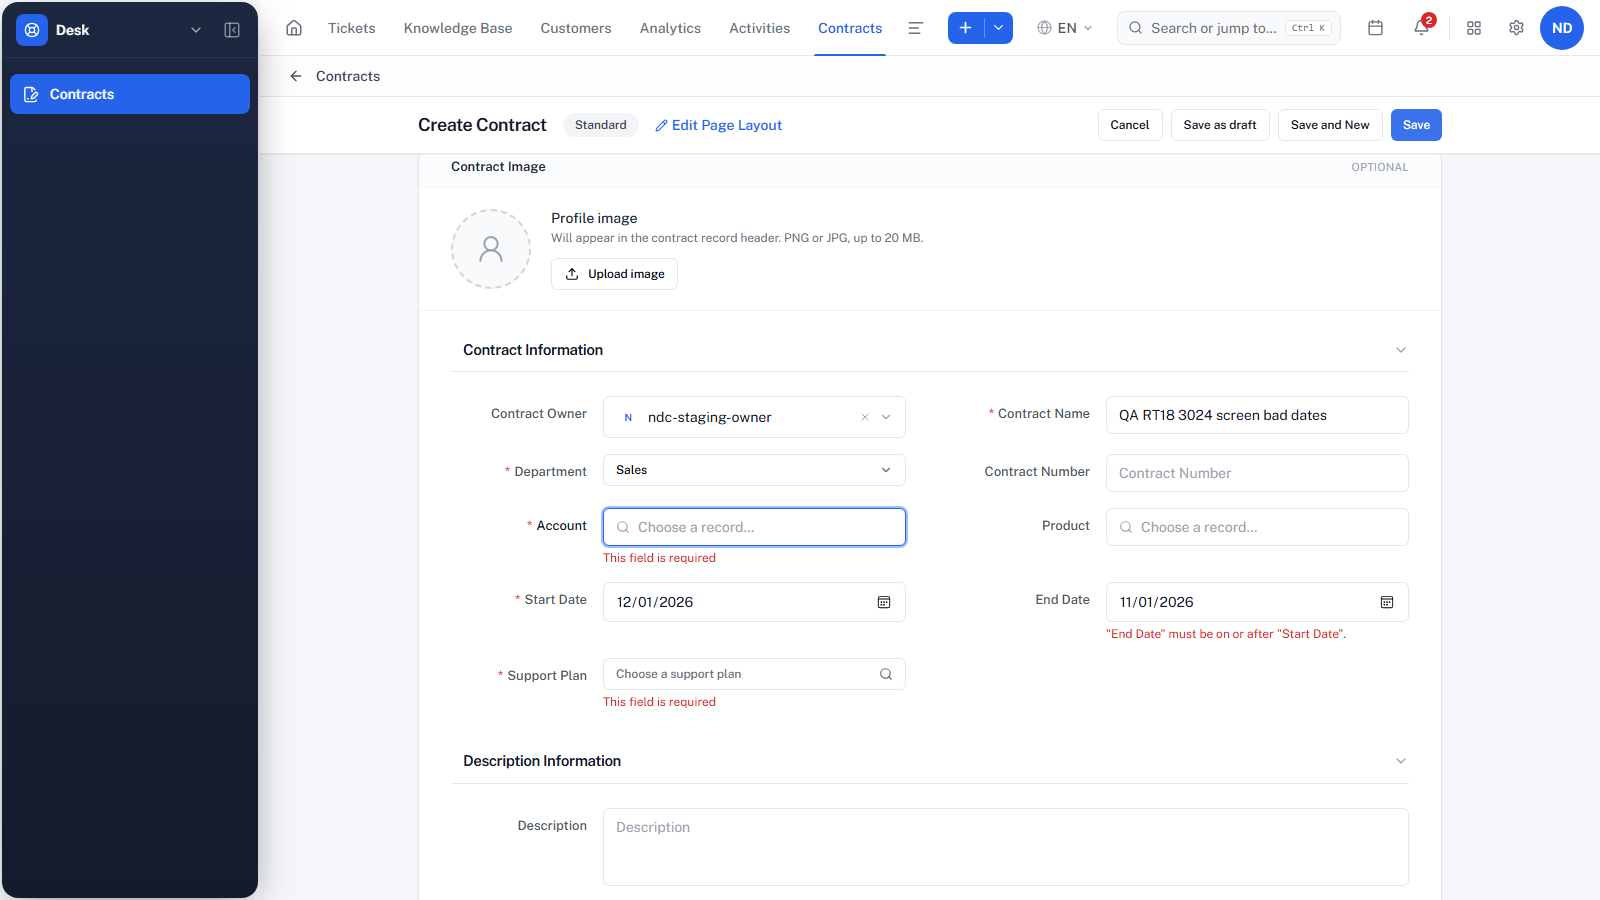 Desk
Tickets
Knowledge Base
Customers
Analytics
Activities
Contracts
EN
Search or jump to...
Ctrl K
2
ND
Contracts
Contracts
Create Contract
Standard
Edit Page Layout
Cancel
Save as draft
Save and New
Save
Contract Image
OPTIONAL
Profile image
Will appear in the contract record header. PNG or JPG, up to 20 MB.
Upload image
Contract Information
Contract Owner
N ndc-staging-owner
* Contract Name
QA RT18 3024 screen bad dates
* Department
Sales
Contract Number
Contract Number
* Account
Choose a record...
This field is required
Product
Choose a record...
* Start Date
12/01/2026
End Date
11/01/2026
"End Date" must be on or after "Start Date".
* Support Plan
Choose a support plan
This field is required
Description Information
Description
Description